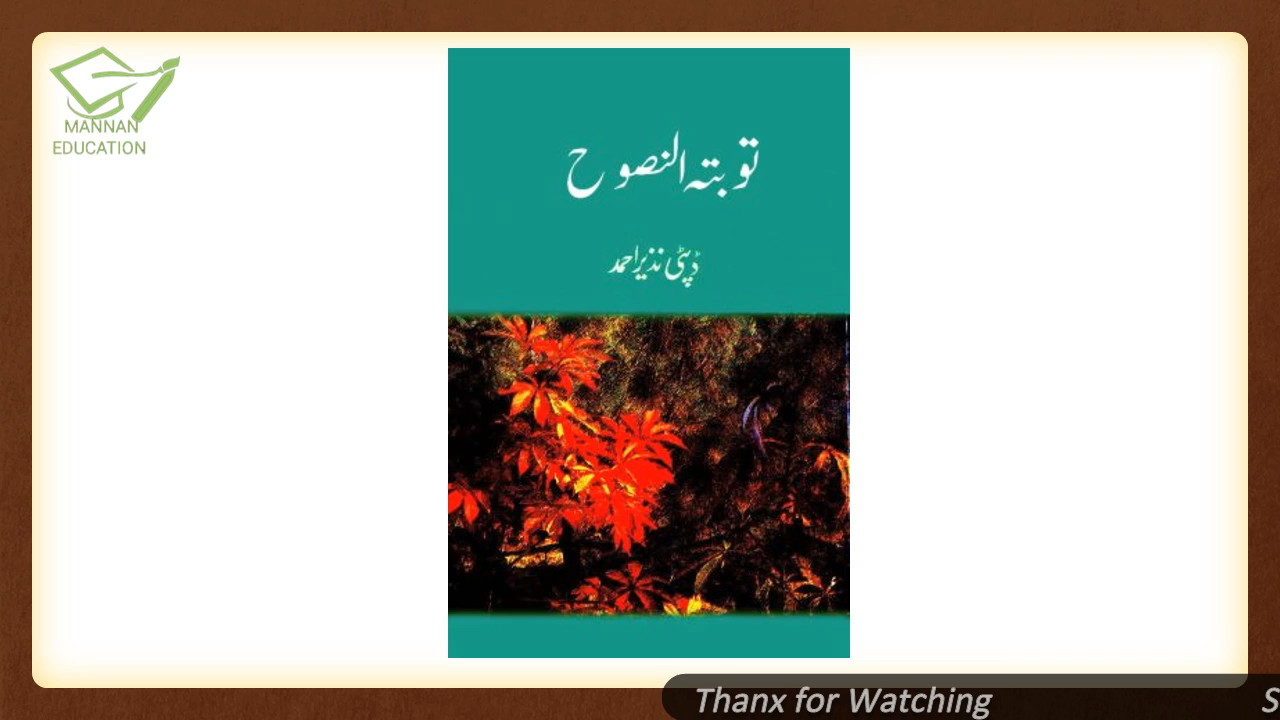 MANNAN
EDUCATION
توبتہ النصوح
ڈپٹی نذیر احمد
Thanx for Watching
S